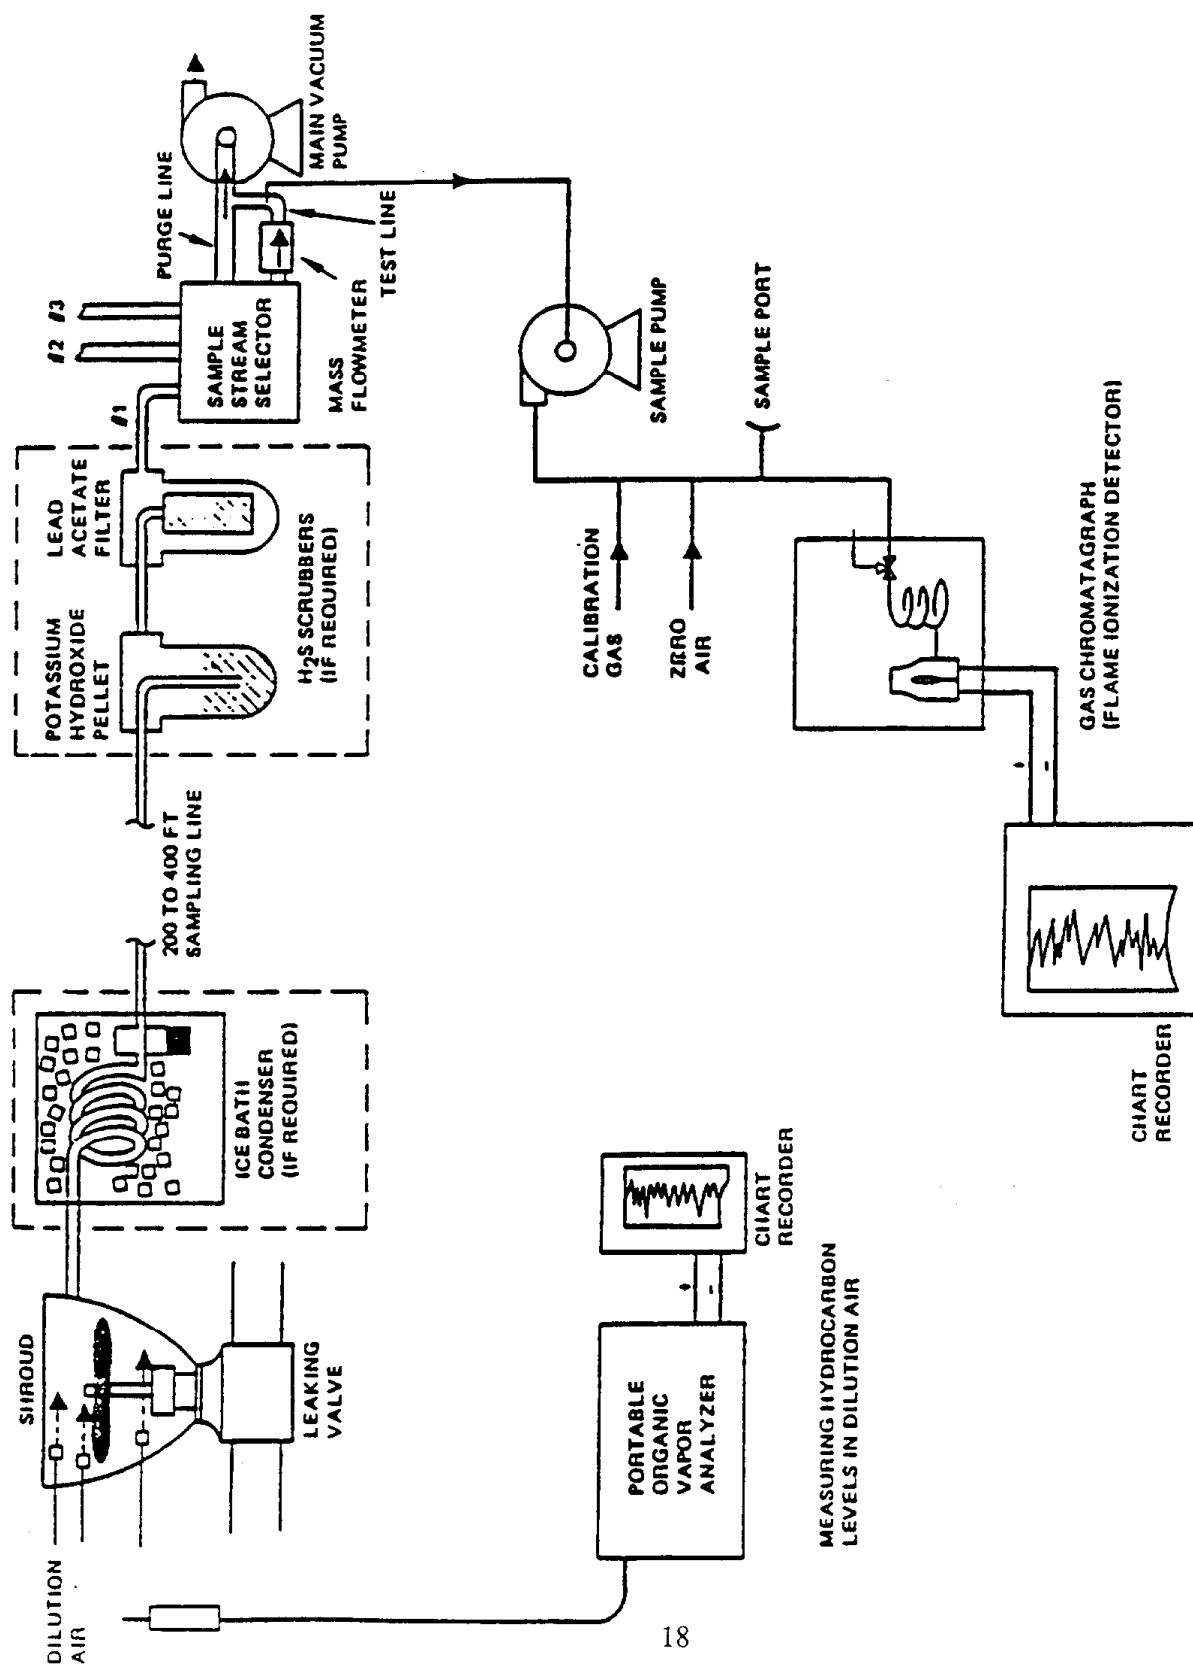 DILUTION
AIR
SHROUD
LEAKING
VALVE
ICE BATH
CONDENSER
(IF REQUIRED)
200 TO 400 FT
SAMPLING LINE
POTASSIUM
HYDROXIDE
PELLET
LEAD
ACETATE
FILTER
H2S SCRUBBERS
(IF REQUIRED)
#1
#2
#3
SAMPLE
STREAM
SELECTOR
PURGE LINE
MASS
FLOWMETER
TEST LINE
MAIN VACUUM
PUMP
SAMPLE PUMP
CALIBRATION
GAS
ZERO
AIR
SAMPLE PORT
GAS CHROMATAGRAPH
(FLAME IONIZATION DETECTOR)
+
-
CHART
RECORDER
PORTABLE
ORGANIC
VAPOR
ANALYZER
+
-
CHART
RECORDER
MEASURING HYDROCARBON
LEVELS IN DILUTION AIR
18